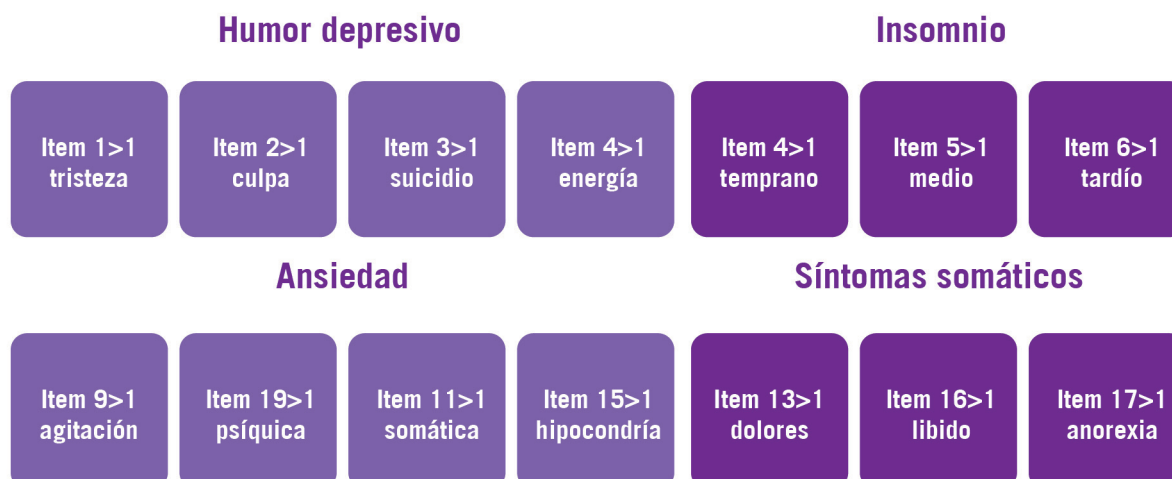 Humor depresivo
Insomnio
Item 1>1
tristeza
Item 2>1
culpa
Item 3>1
suicidio
Item 4>1
energía
Item 4>1
temprano
Item 5>1
medio
Item 6>1
tardío
Ansiedad
Síntomas somáticos
Item 9>1
agitación
Item 19>1
psíquica
Item 11>1
somática
Item 15>1
hipocondría
Item 13>1
dolores
Item 16>1
libido
Item 17>1
anorexia